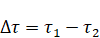 Δτ = τ₁ − τ₂